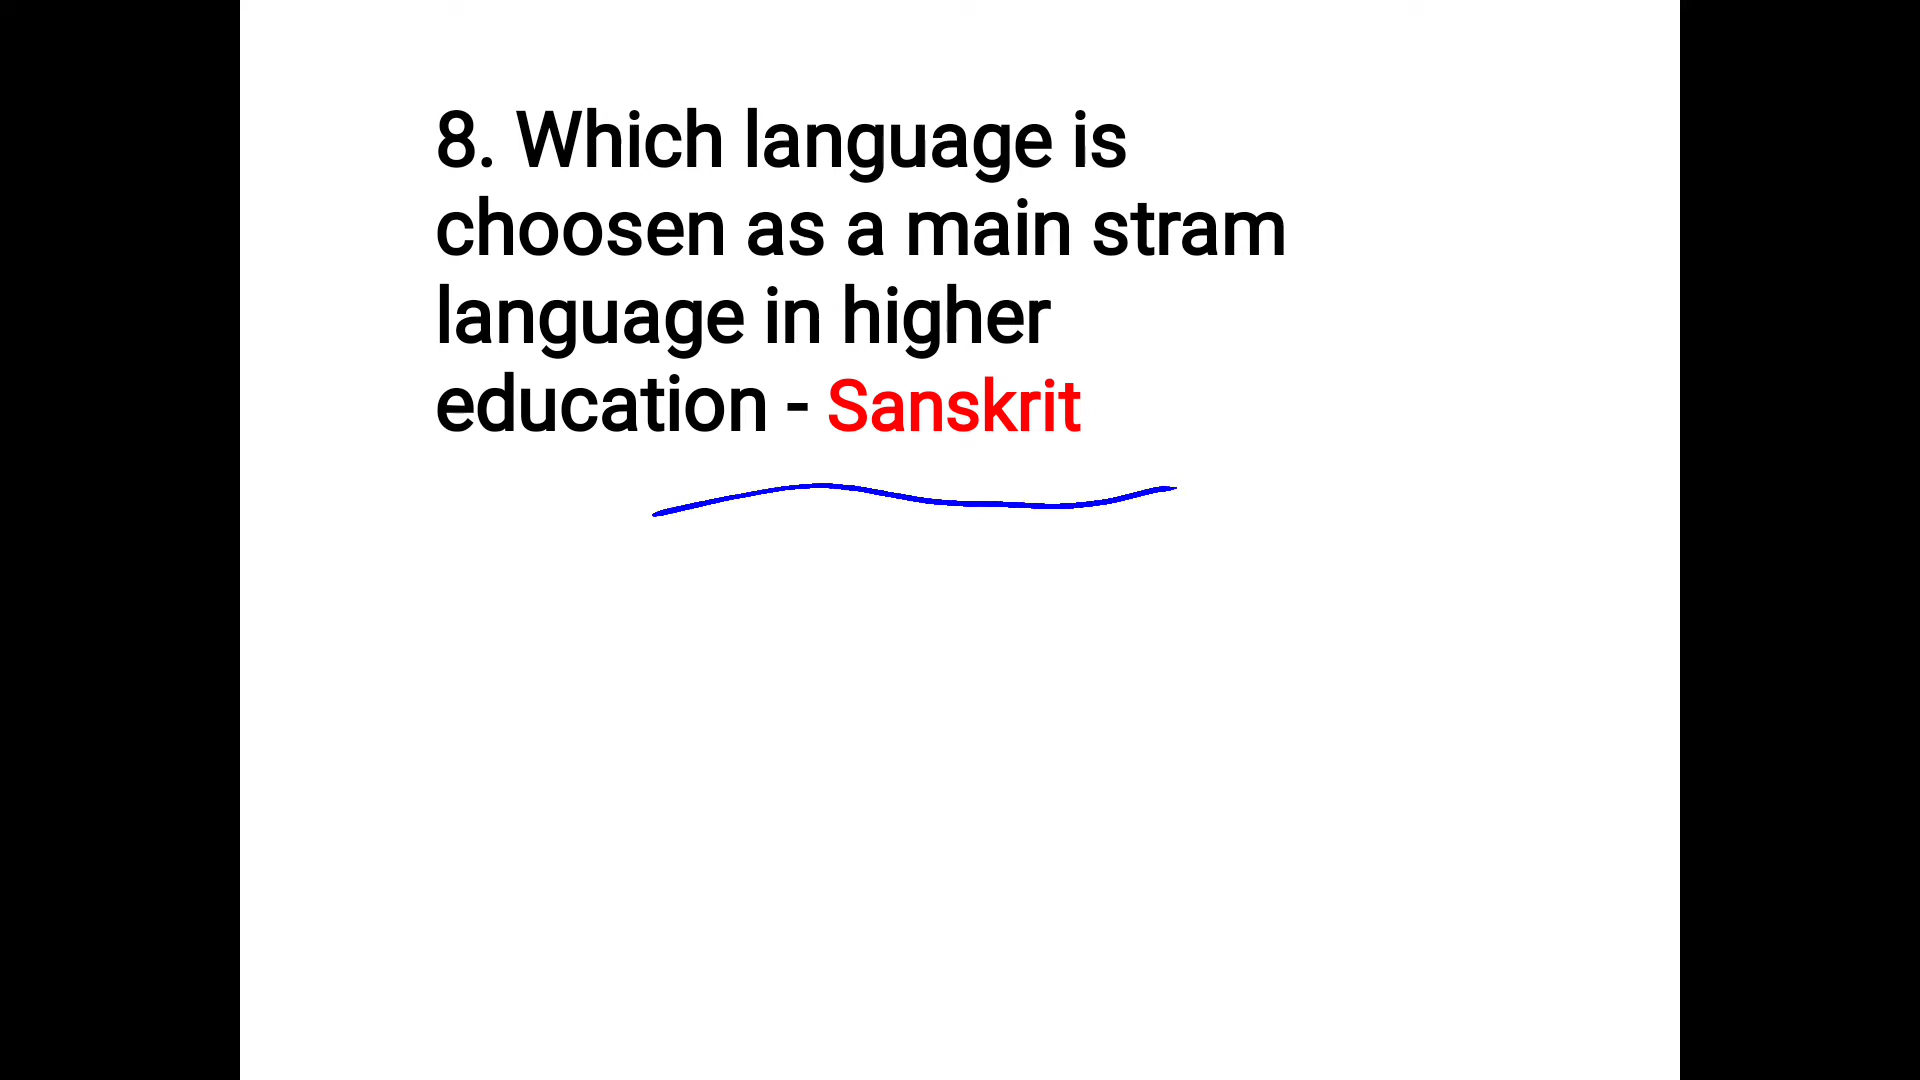 8. Which language is
choosen as a main stram
language in higher
education - Sanskrit